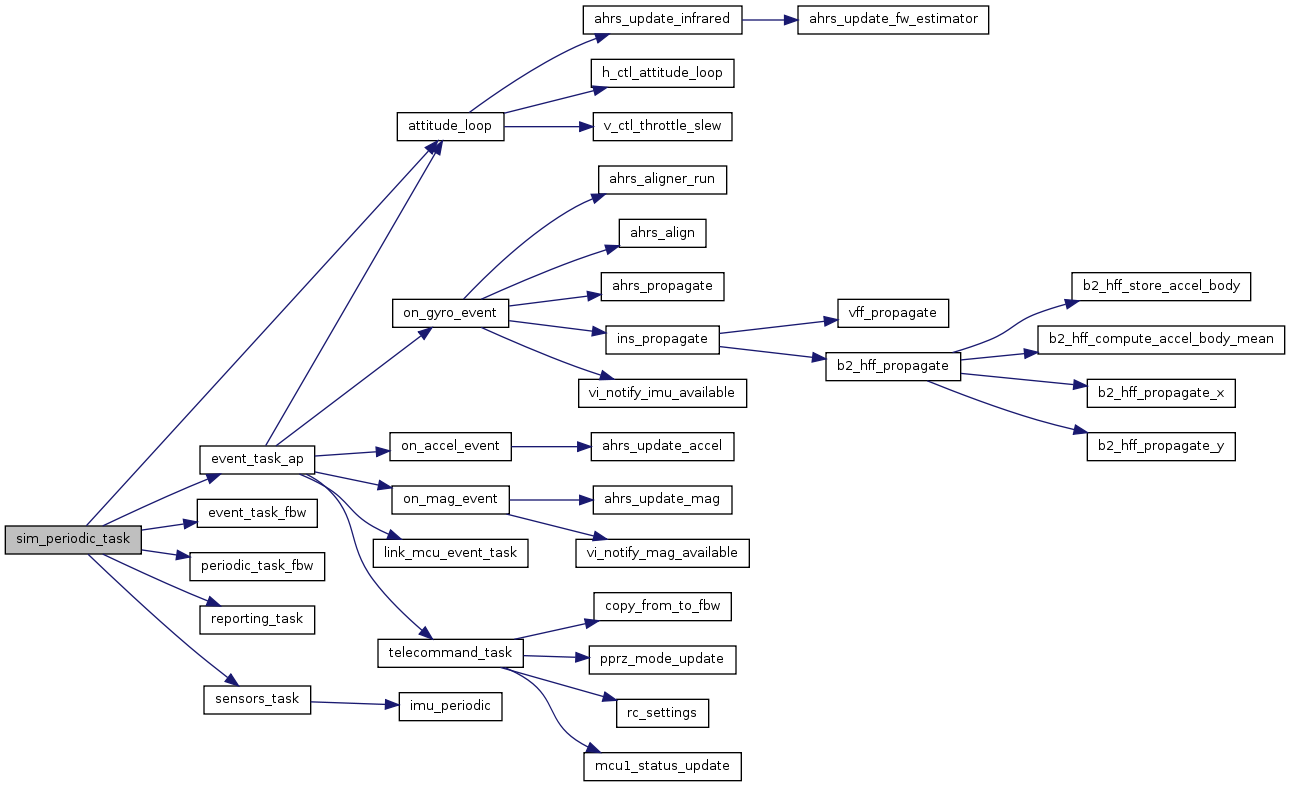 ahrs_update_infrared
ahrs_update_fw_estimator
h_ctl_attitude_loop
attitude_loop
v_ctl_throttle_slew
ahrs_aligner_run
ahrs_align
ahrs_propagate
b2_hff_store_accel_body
on_gyro_event
vff_propagate
ins_propagate
b2_hff_compute_accel_body_mean
b2_hff_propagate
vi_notify_imu_available
b2_hff_propagate_x
on_accel_event
ahrs_update_accel
b2_hff_propagate_y
event_task_ap
on_mag_event
ahrs_update_mag
event_task_fbw
sim_periodic_task
link_mcu_event_task
vi_notify_mag_available
periodic_task_fbw
copy_from_to_fbw
reporting_task
telecommand_task
pprz_mode_update
sensors_task
imu_periodic
rc_settings
mcu1_status_update